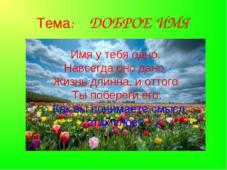 Тема: ДОБРОЕ ИМЯ
Имя у тебя одно.
Навсегда оно дано,
Жизнь длинна, и оттого
Ты побереги его.
Как вы понимаете смысл